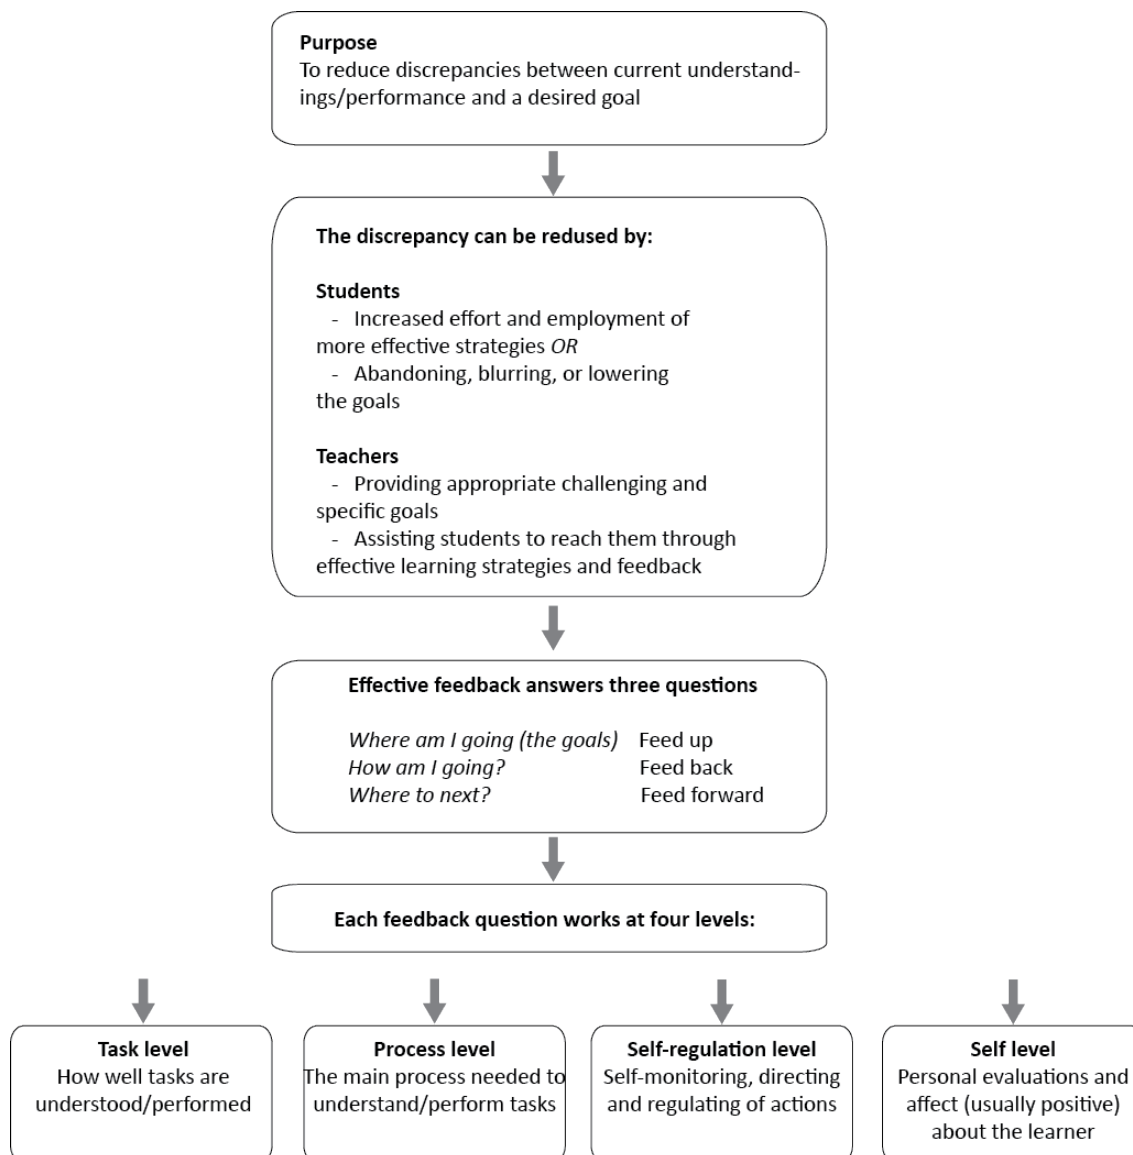 Purpose
To reduce discrepancies between current understand-
ings/performance and a desired goal
The discrepancy can be redused by:
Students
- Increased effort and employment of
more effective strategies OR
- Abandoning, blurring, or lowering
the goals
Teachers
- Providing appropriate challenging and
specific goals
- Assisting students to reach them through
effective learning strategies and feedback
Effective feedback answers three questions
Where am I going (the goals) Feed up
How am I going? Feed back
Where to next? Feed forward
Each feedback question works at four levels:
Task level
How well tasks are
understood/performed
Process level
The main process needed to
understand/perform tasks
Self-regulation level
Self-monitoring, directing
and regulating of actions
Self level
Personal evaluations and
affect (usually positive)
about the learner